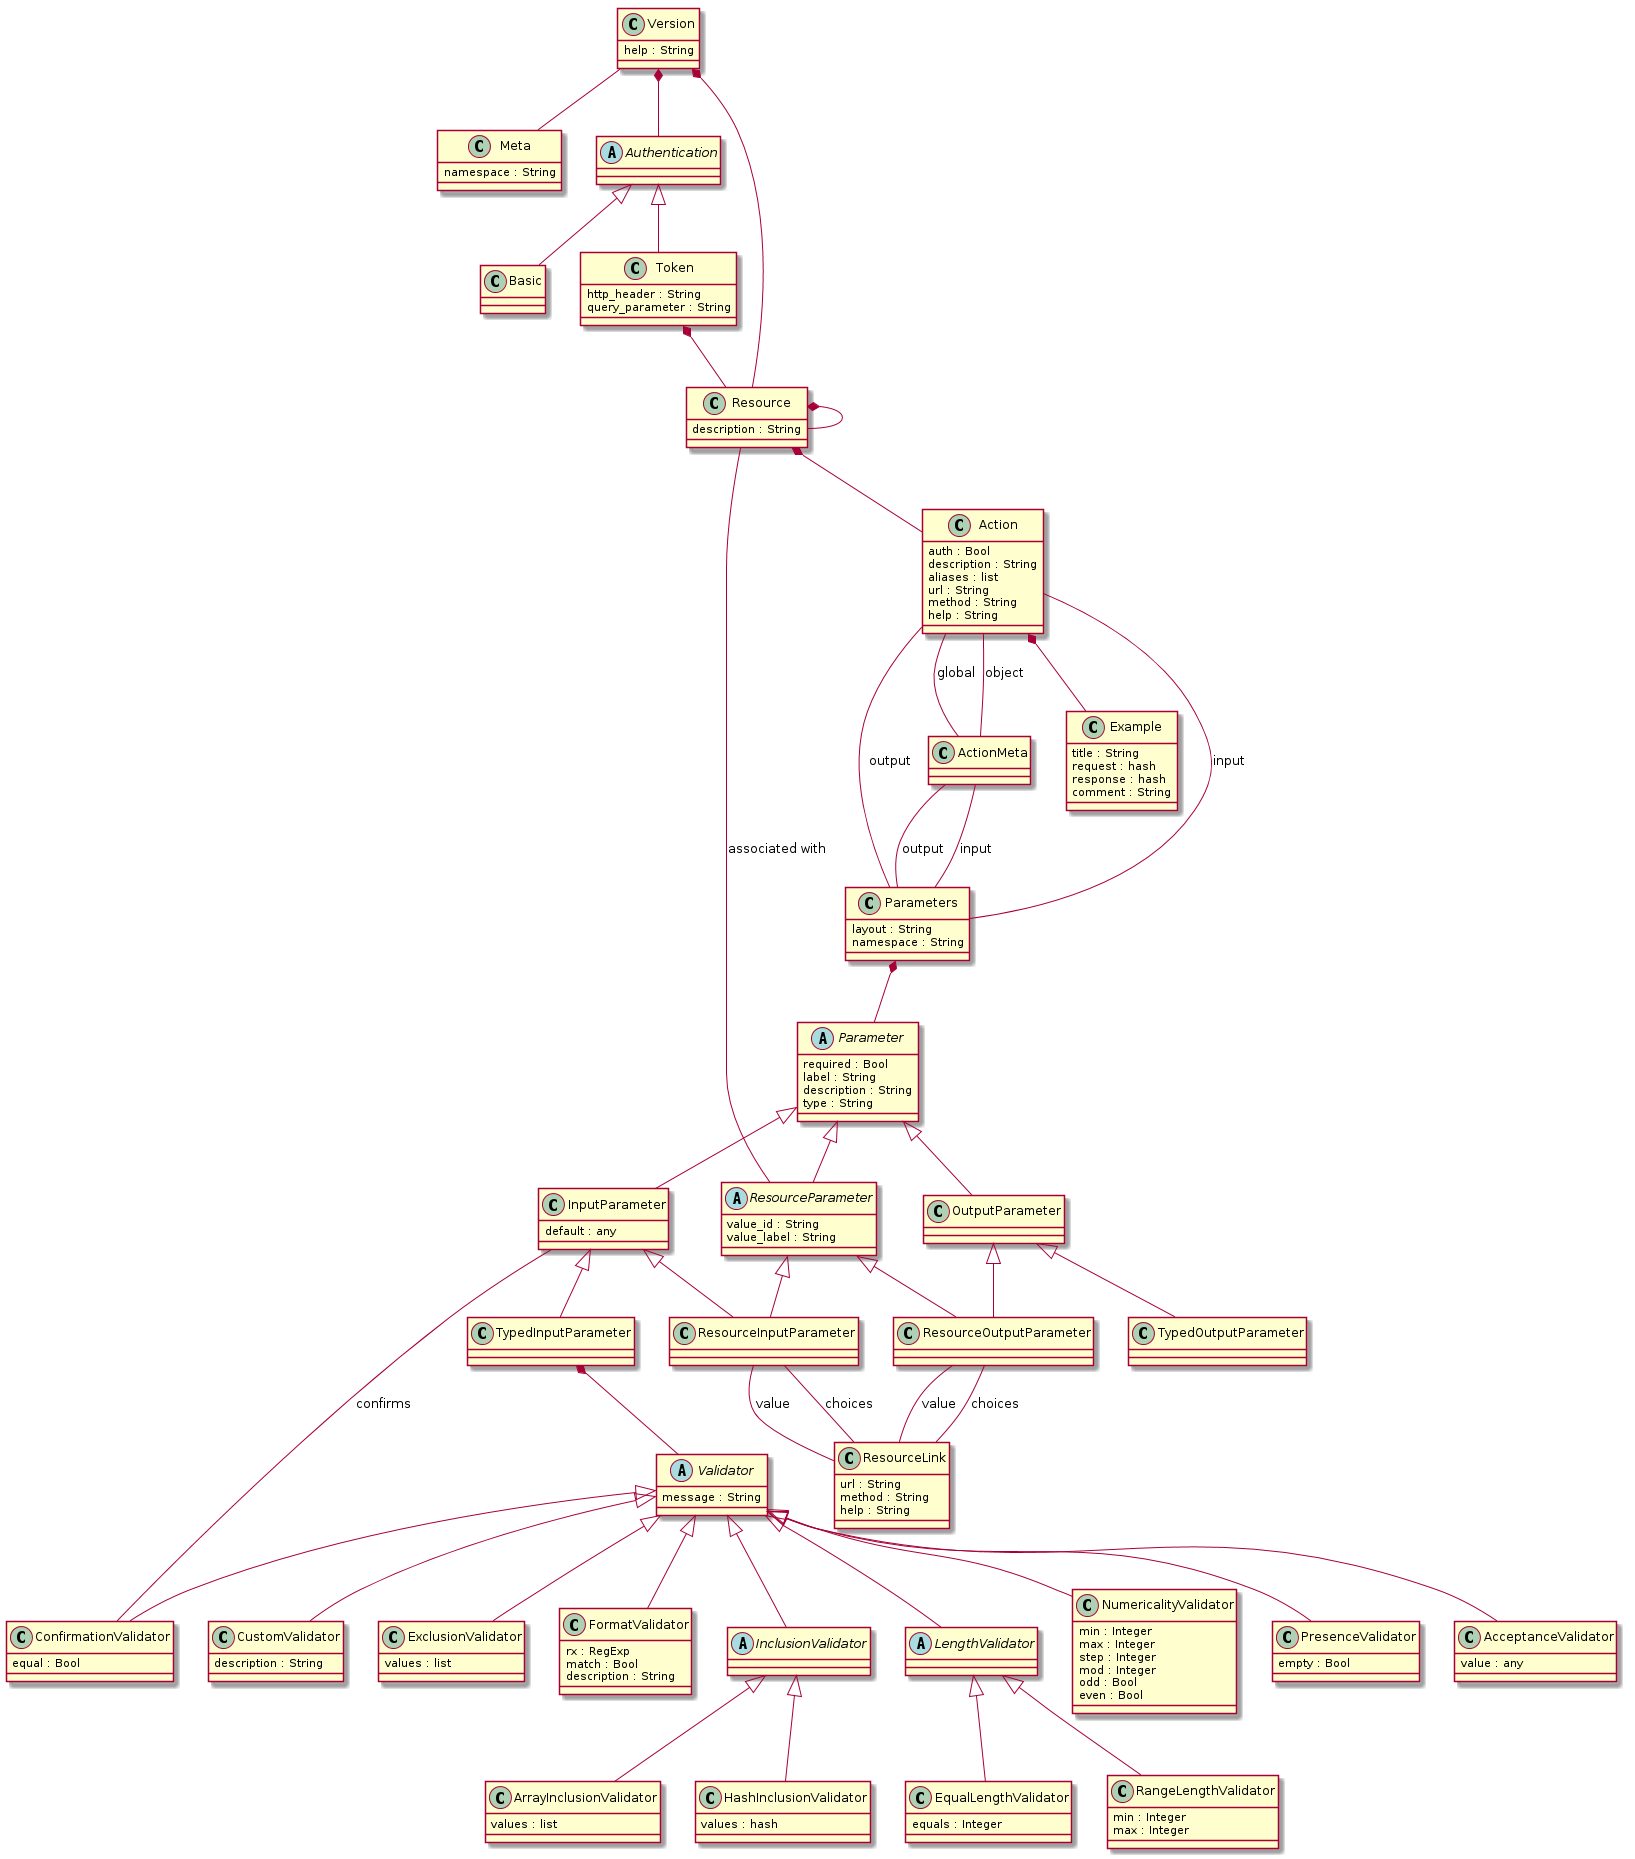 C Version
help : String
C Meta
namespace : String
A Authentication
C Basic
C Token
http_header : String
query_parameter : String
C Resource
description : String
C Action
auth : Bool
description : String
aliases : list
url : String
method : String
help : String
global
object
C Example
title : String
request : hash
response : hash
comment : String
C ActionMeta
output
input
associated with
output
input
C Parameters
layout : String
namespace : String
A Parameter
required : Bool
label : String
description : String
type : String
C InputParameter
default : any
A ResourceParameter
value_id : String
value_label : String
C OutputParameter
C TypedInputParameter
C ResourceInputParameter
C ResourceOutputParameter
C TypedOutputParameter
confirms
value
choices
value
choices
A Validator
message : String
C ResourceLink
url : String
method : String
help : String
C ConfirmationValidator
equal : Bool
C CustomValidator
description : String
C ExclusionValidator
values : list
C FormatValidator
rx : RegExp
match : Bool
description : String
A InclusionValidator
A LengthValidator
C NumericalityValidator
min : Integer
max : Integer
step : Integer
mod : Integer
odd : Bool
even : Bool
C PresenceValidator
empty : Bool
C AcceptanceValidator
value : any
C ArrayInclusionValidator
values : list
C HashInclusionValidator
values : hash
C EqualLengthValidator
equals : Integer
C RangeLengthValidator
min : Integer
max : Integer